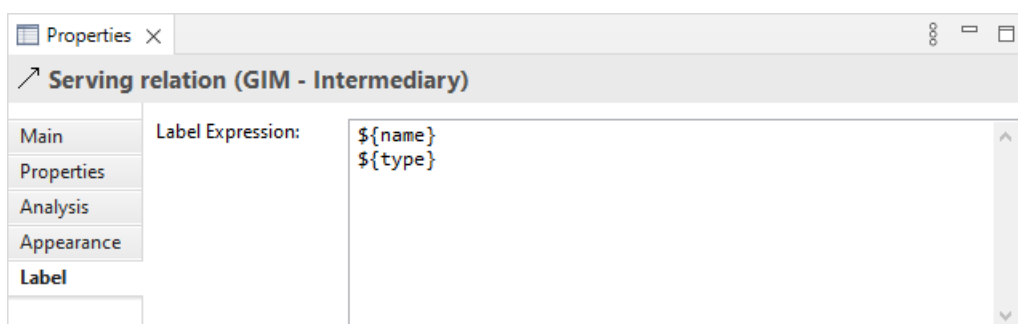 Properties
Serving relation (GIM - Intermediary)
Main
Properties
Analysis
Appearance
Label
Label Expression:
${name}
${type}